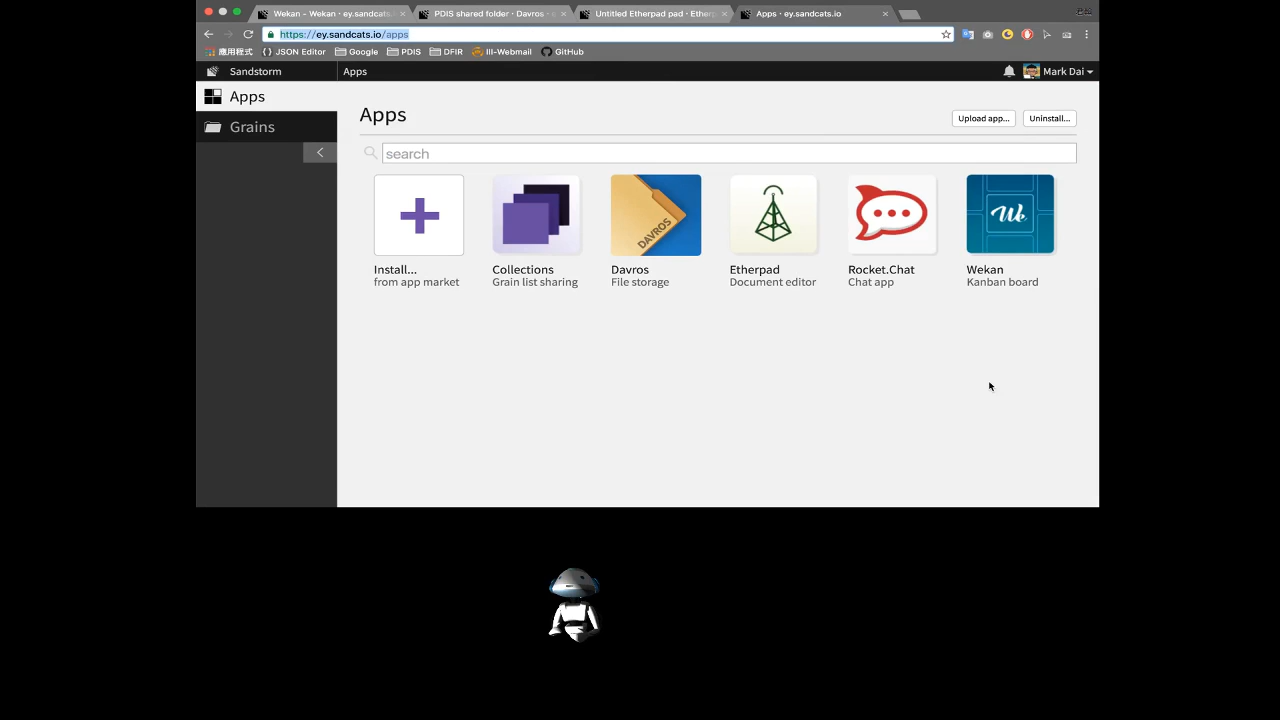 Wekan - Wekan · ey.sandcats.
PDIS shared folder · Davros ·
Untitled Etherpad pad · Ether
Apps · ey.sandcats.io
https://ey.sandcats.io/apps
應用程式
JSON Editor
Google
PDIS
DFIR
III-Webmail
GitHub
Sandstorm
Apps
Mark Dai
Apps
Grains
Apps
Upload app...
Uninstall...
search
DAVROS
We
Install...
from app market
Collections
Grain list sharing
Davros
File storage
Etherpad
Document editor
Rocket.Chat
Chat app
Wekan
Kanban board